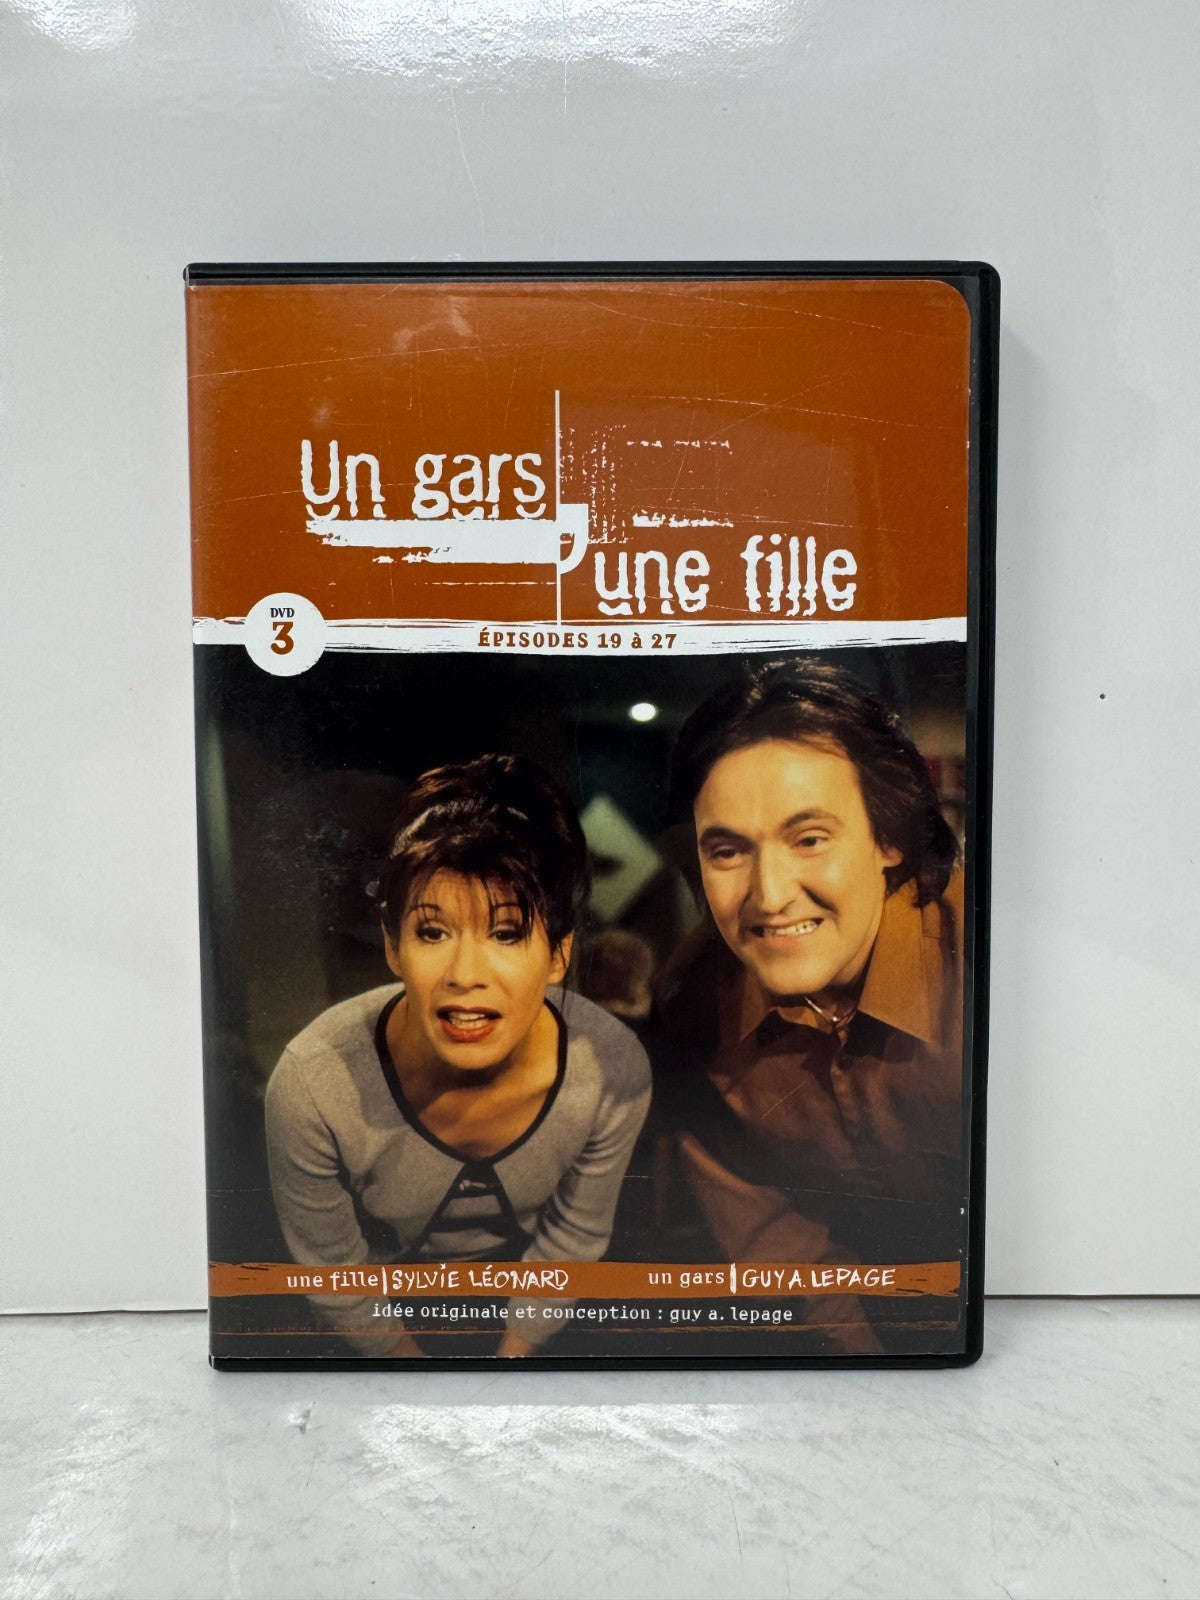 Un gars
, une fille
DVD
3
ÉPISODES 19 à 27
une fille | SYLVIE LÉONARD
un gars | GUY A. LEPAGE
idée originale et conception : guy a. lepage